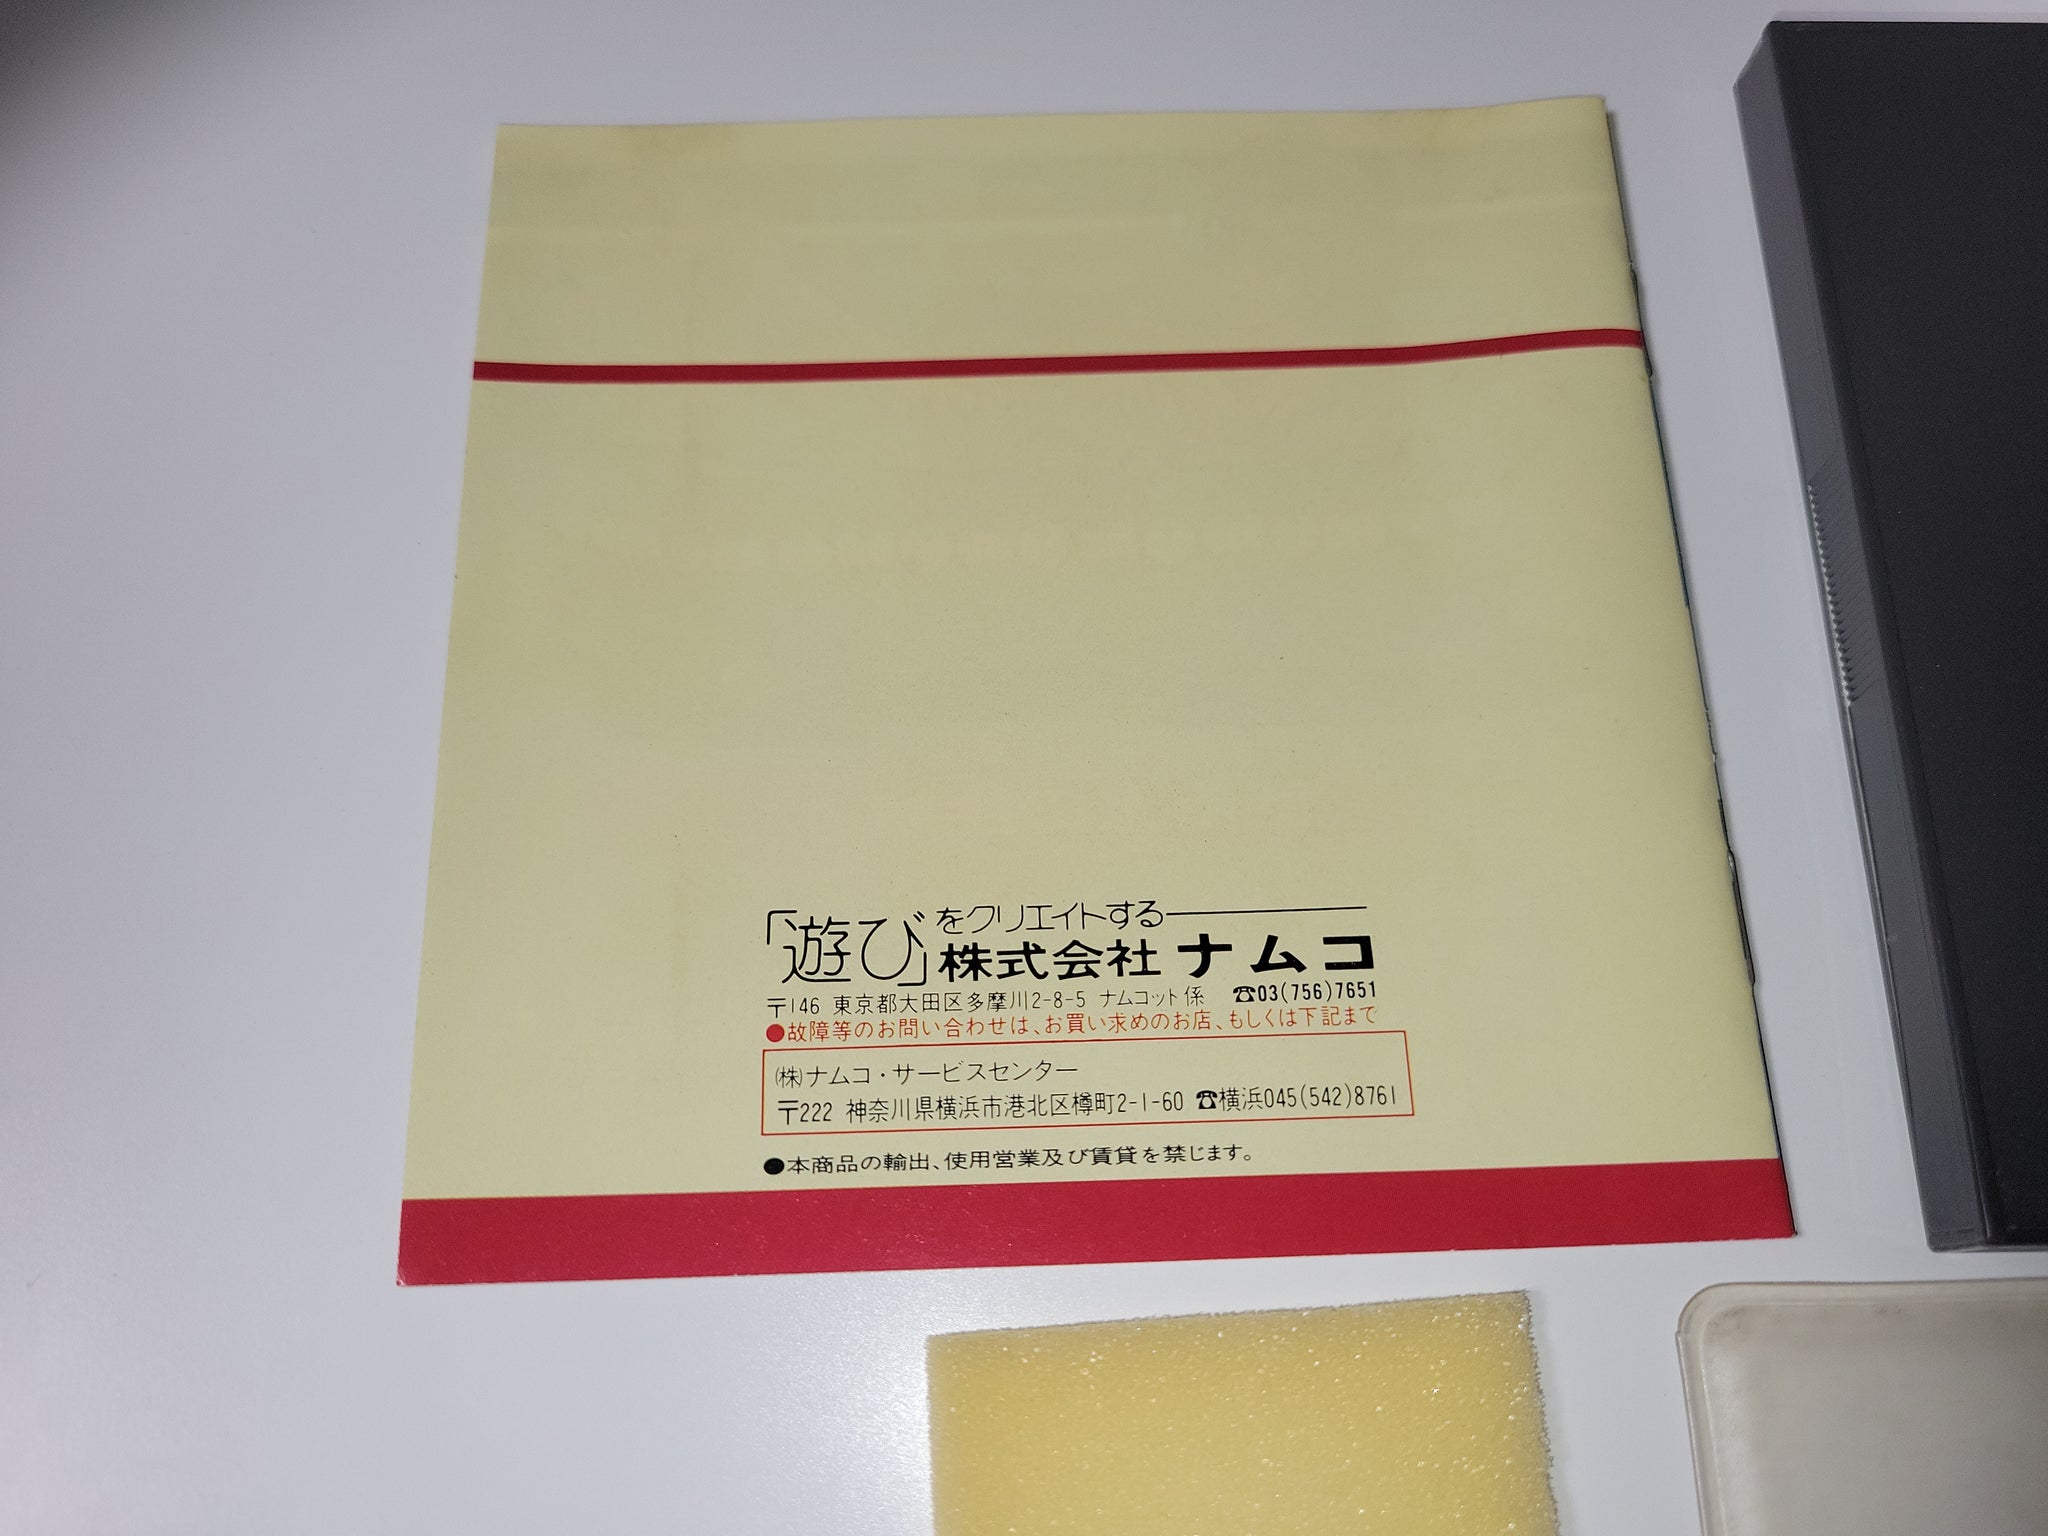 「遊び」をクリエイトする
株式会社ナムコ
〒146 東京都大田区多摩川2-8-5 ナムコット係 ☎03(756)7651
●故障等のお問い合わせは、お買い求めのお店、もしくは下記まで
㈱ナムコ・サービスセンター
〒222 神奈川県横浜市港北区樽町2-1-60 ☎横浜045(542)8761
●本商品の輸出、使用営業及び賃貸を禁じます。